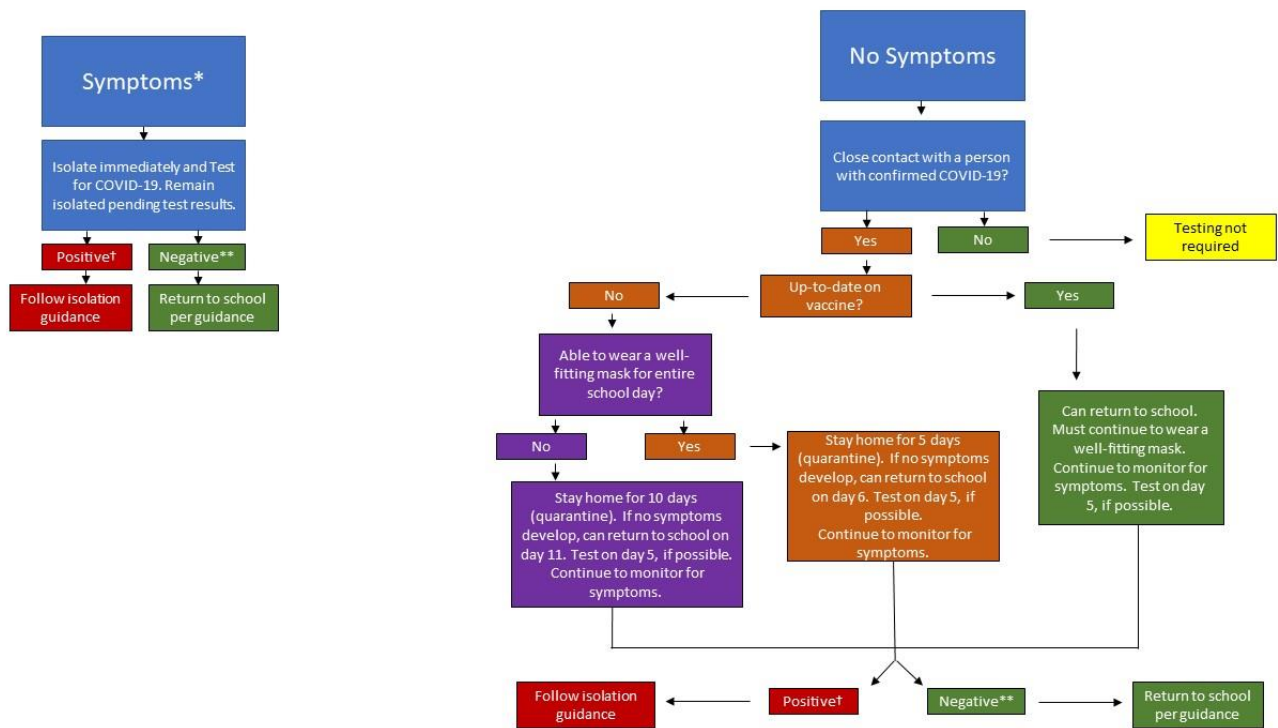 Symptoms*
Isolate immediately and Test
for COVID-19. Remain
isolated pending test results.
Positive†
Negative**
Follow isolation
guidance
Return to school
per guidance
No Symptoms
Close contact with a person
with confirmed COVID-19?
Yes
No
Testing not
required
No
Up-to-date on
vaccine?
Yes
Able to wear a well-
fitting mask for entire
school day?
No
Yes
Stay home for 10 days
(quarantine). If no symptoms
develop, can return to school on
day 11. Test on day 5, if possible.
Continue to monitor for
symptoms.
Stay home for 5 days
(quarantine). If no symptoms
develop, can return to school
on day 6. Test on day 5, if
possible.
Continue to monitor for
symptoms.
Can return to school.
Must continue to wear a
well-fitting mask.
Continue to monitor for
symptoms. Test on day
5, if possible.
Follow isolation
guidance
Positive†
Negative**
Return to school
per guidance